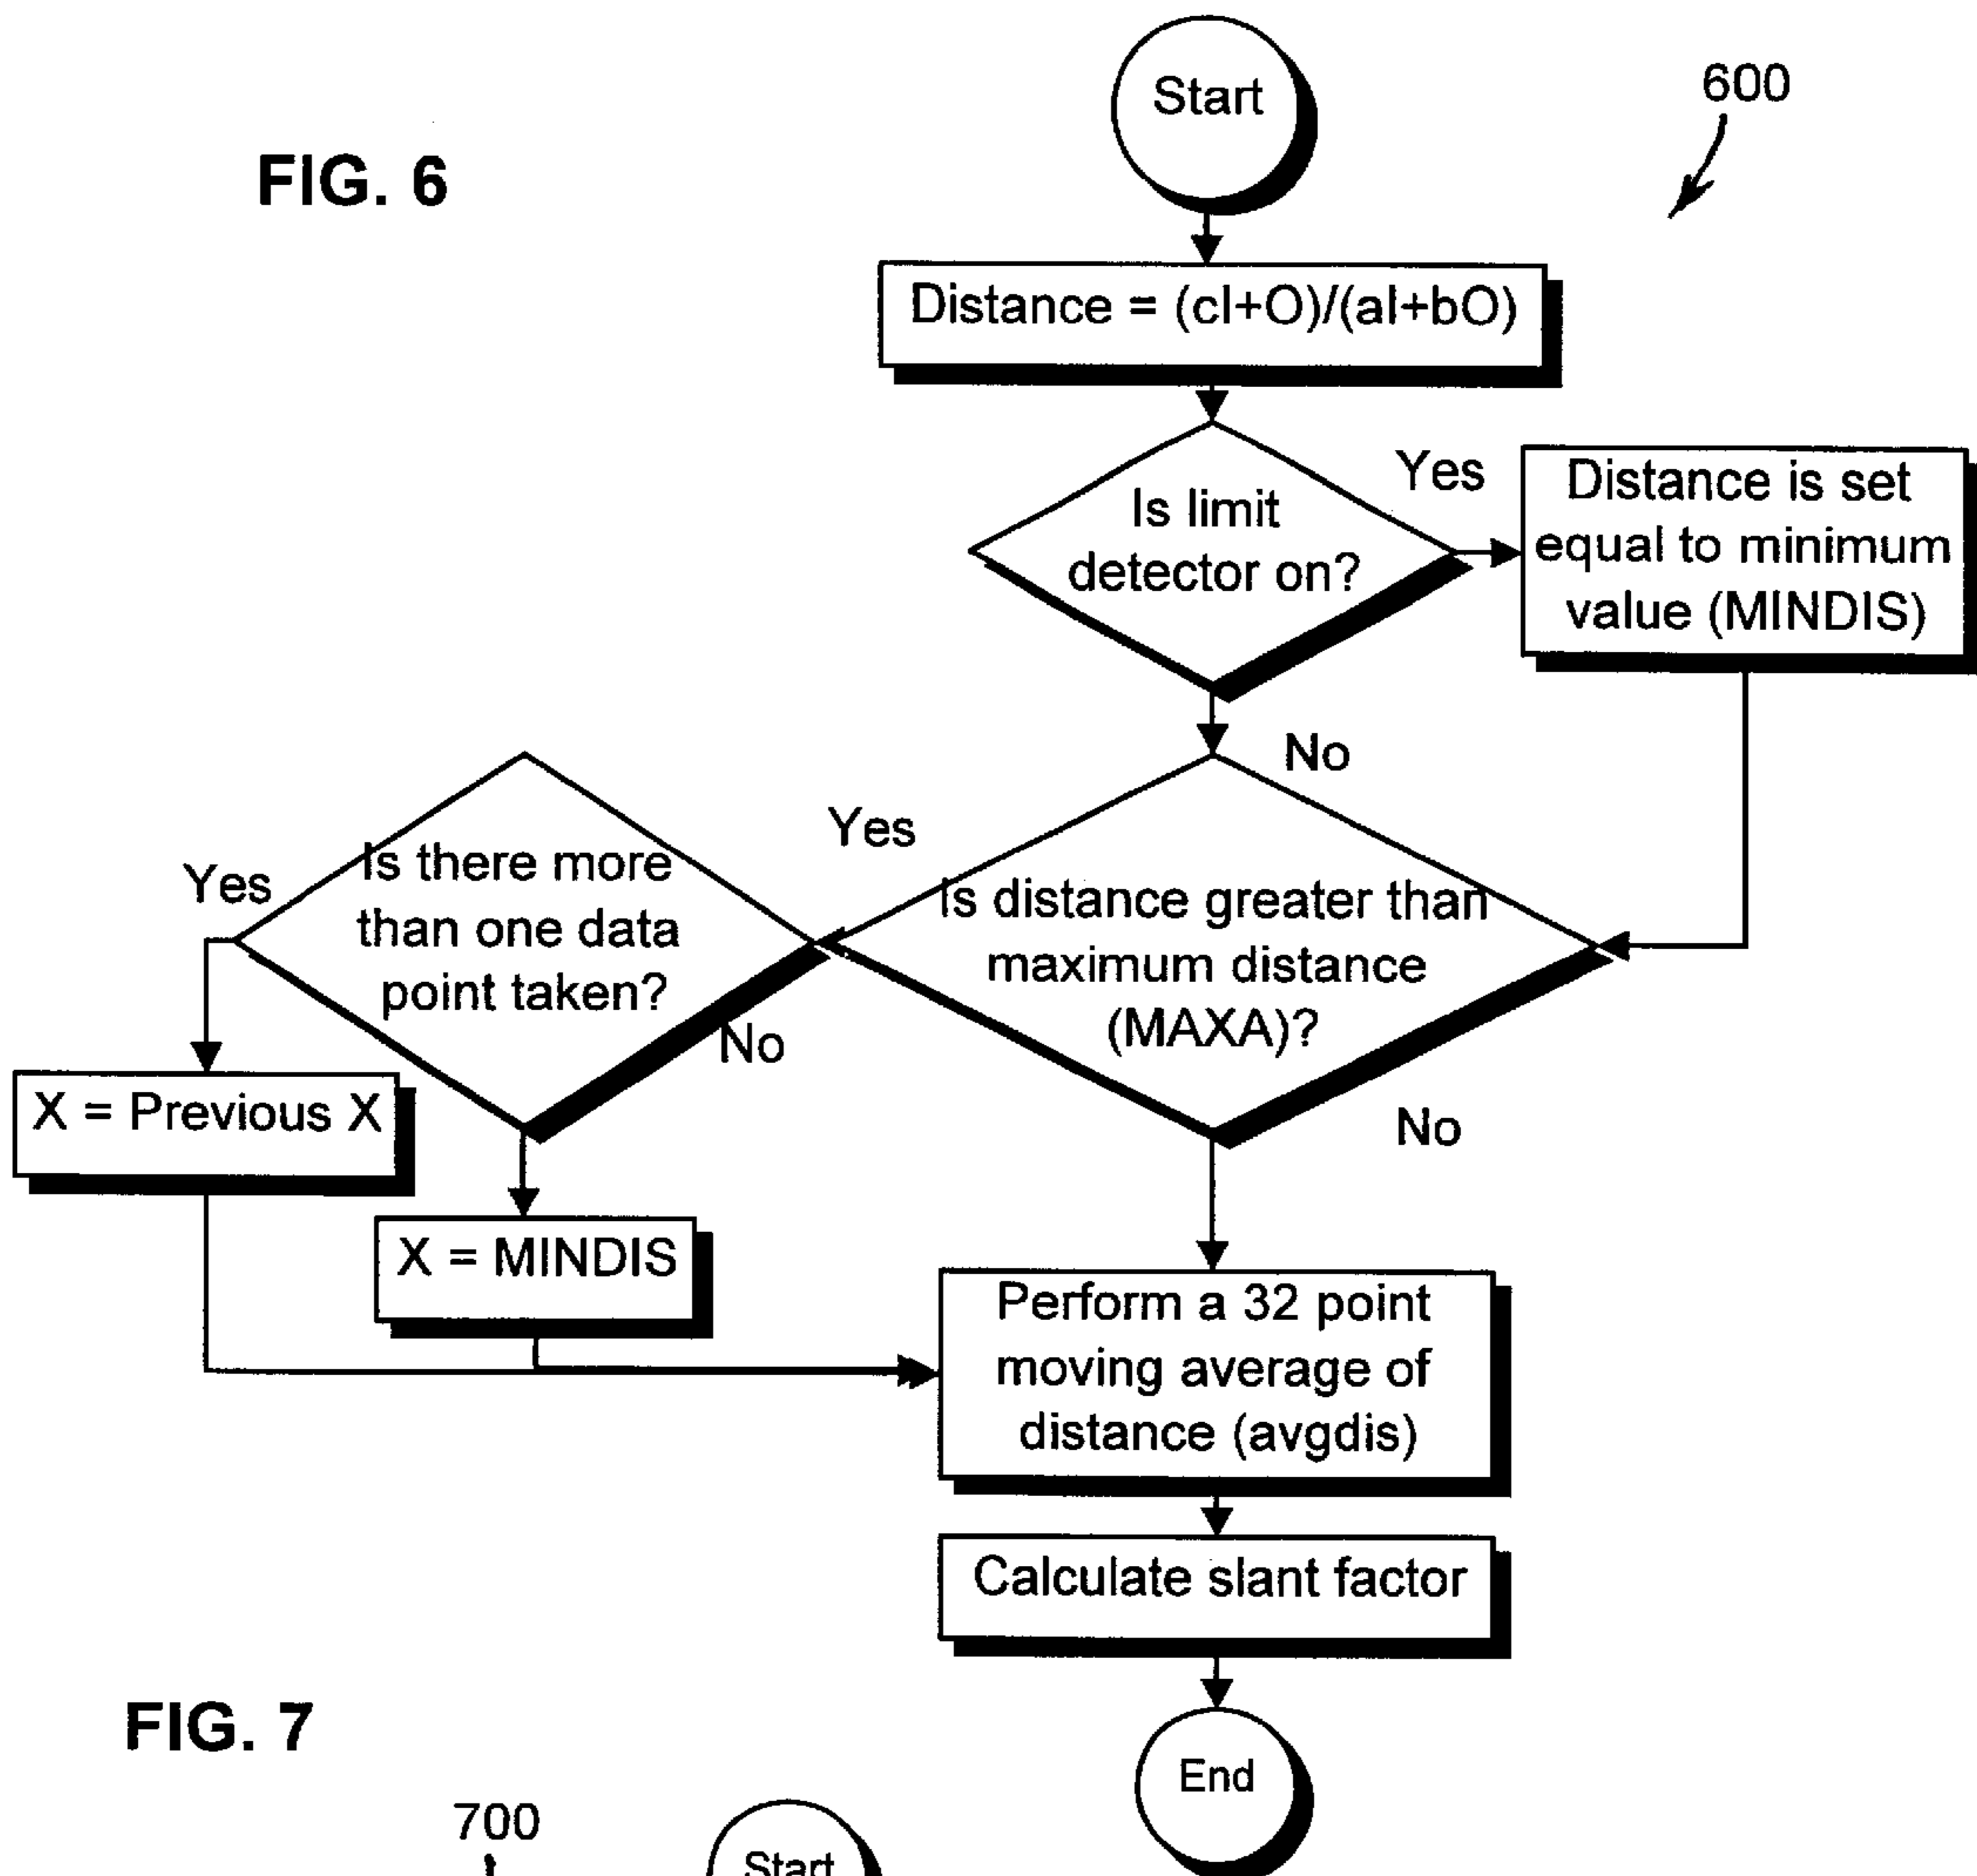 FIG. 6
Start
600
Distance = (cI+O)/(aI+bO)
Is limit
detector on?
Yes
Distance is set
equal to minimum
value (MINDIS)
No
Yes
Is distance greater than
maximum distance
(MAXA)?
No
Is there more
than one data
point taken?
Yes
No
X = Previous X
X = MINDIS
Perform a 32 point
moving average of
distance (avgdis)
Calculate slant factor
End
FIG. 7
700
Start